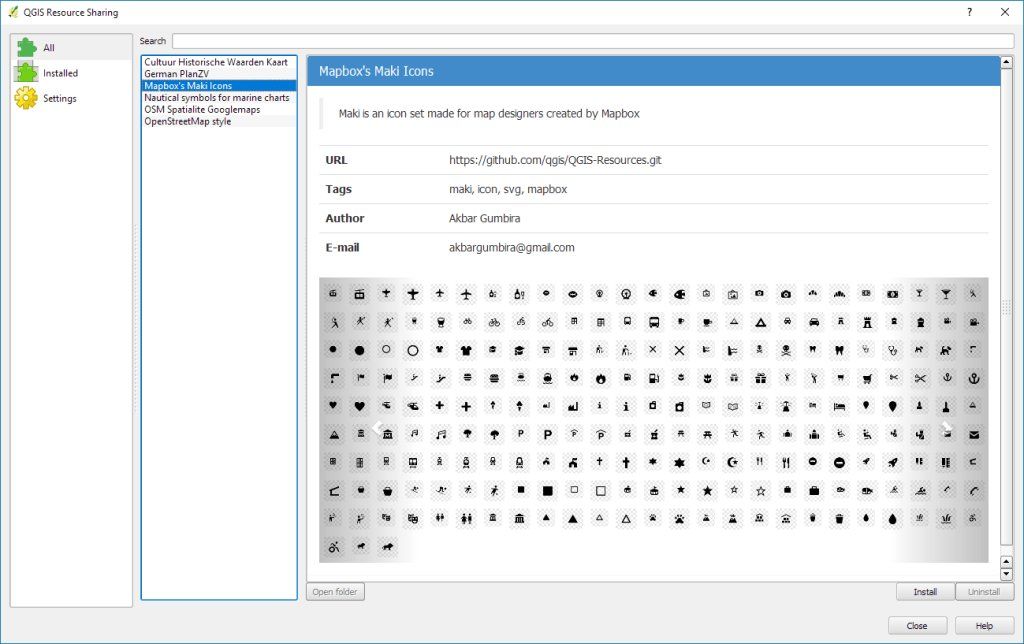 QGIS Resource Sharing
?
All
Installed
Settings
Search
Cultuur Historische Waarden Kaart
German PlanZV
Mapbox's Maki Icons
Nautical symbols for marine charts
OSM Spatialite Googlemaps
OpenStreetMap style
Mapbox's Maki Icons
Maki is an icon set made for map designers created by Mapbox
URL https://github.com/qgis/QGIS-Resources.git
Tags maki, icon, svg, mapbox
Author Akbar Gumbira
E-mail akbargumbira@gmail.com
Open folder
Install
Uninstall
Close
Help